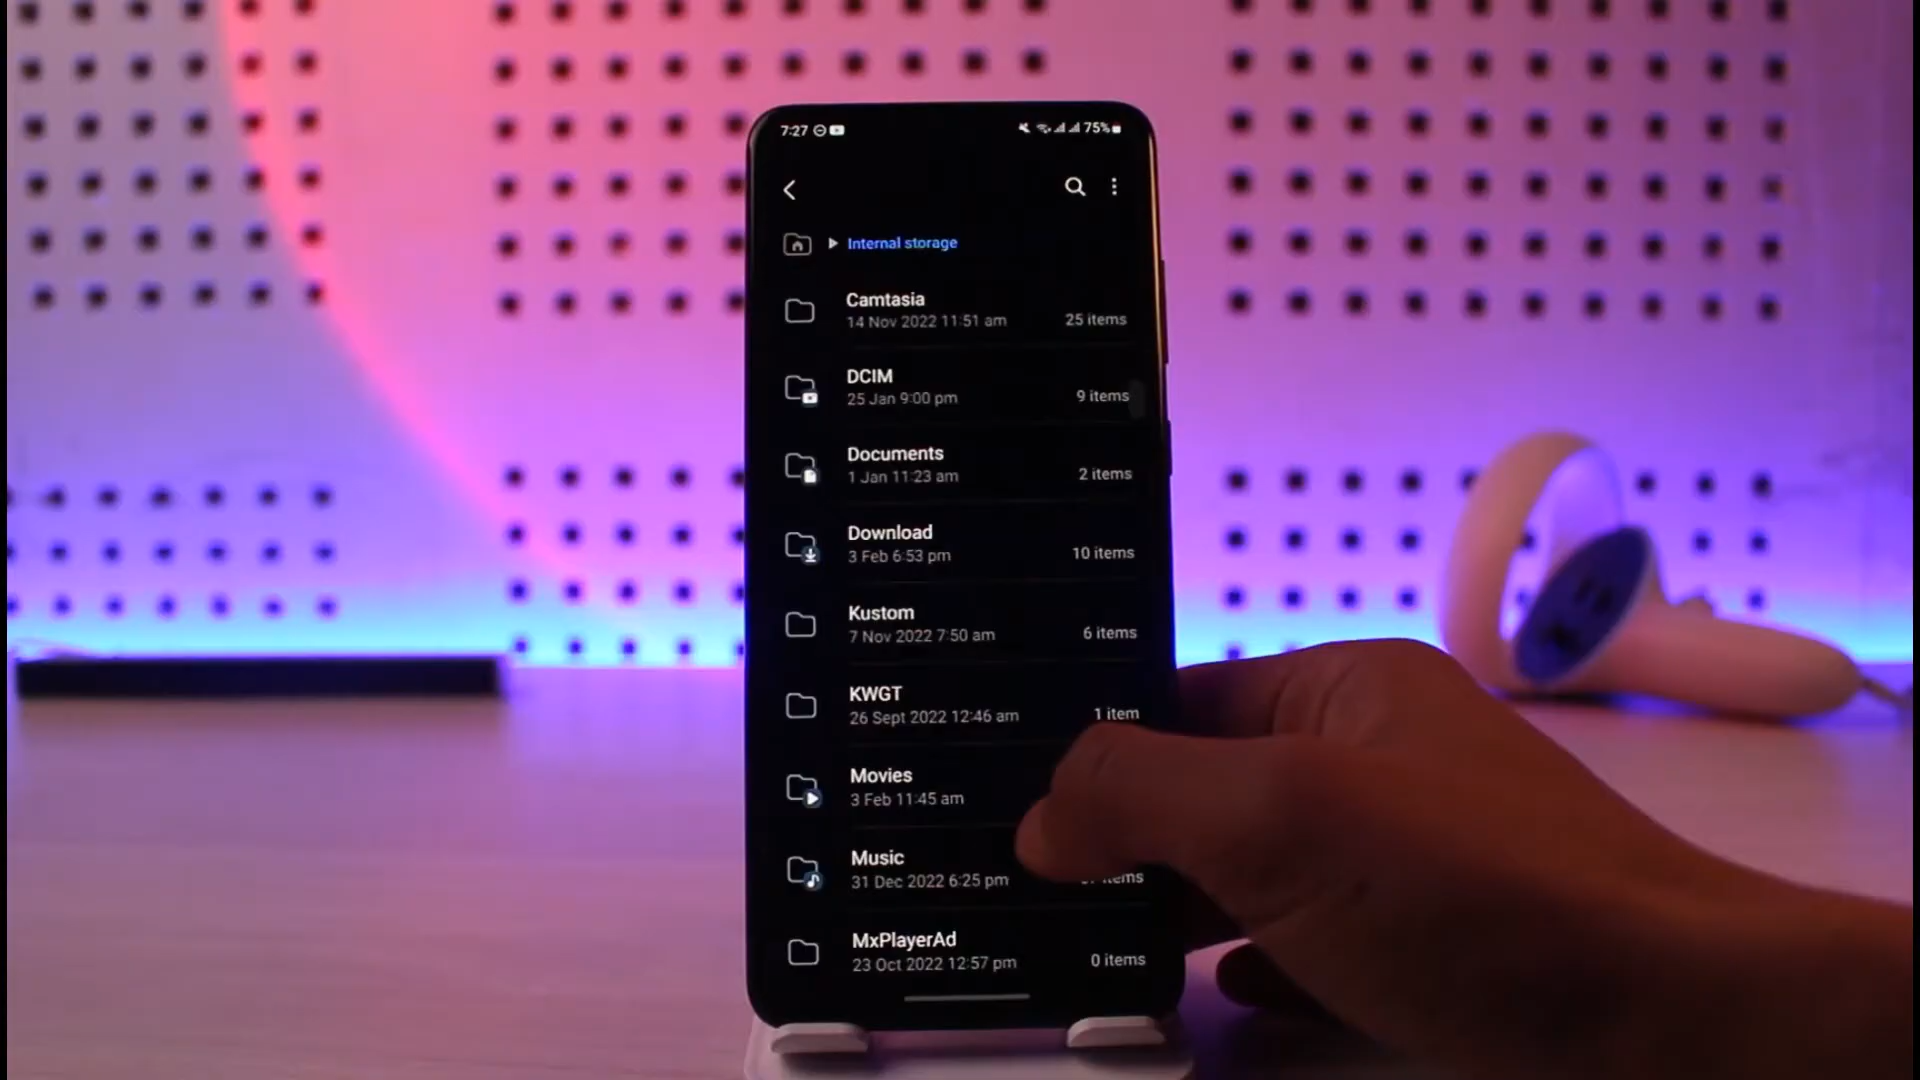 7:27
75%
Internal storage
Camtasia
14 Nov 2022 11:51 am
25 items
DCIM
25 Jan 9:00 pm
9 items
Documents
1 Jan 11:23 am
2 items
Download
3 Feb 6:53 pm
10 items
Kustom
7 Nov 2022 7:50 am
6 items
KWGT
26 Sept 2022 12:46 am
1 item
Movies
3 Feb 11:45 am
Music
31 Dec 2022 6:25 pm
items
MxPlayerAd
23 Oct 2022 12:57 pm
0 items